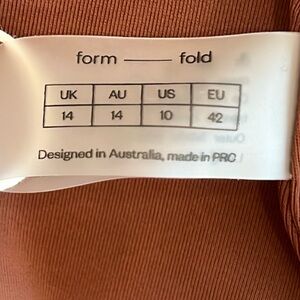 form — fold
UK AU US EU
14 14 10 42
Designed in Australia, made in PRC